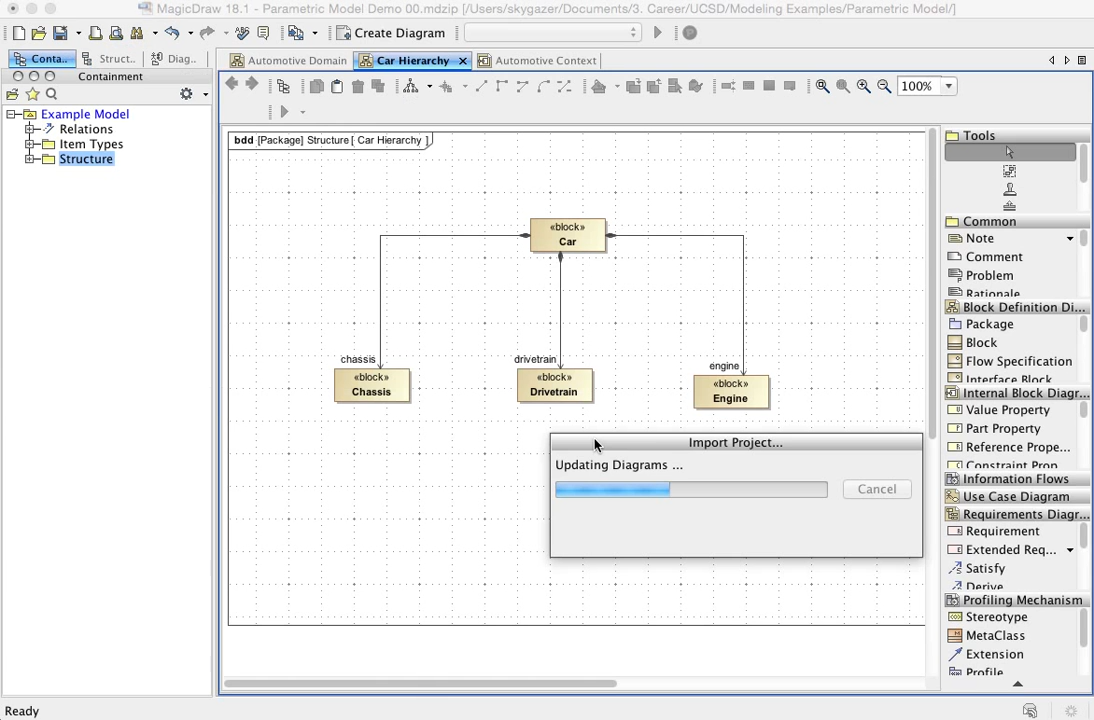 MagicDraw 18.1 - Parametric Model Demo 00.mdzip [/Users/skygazer/Documents/3. Career/UCSD/Modeling Examples/Parametric Model/]
Create Diagram
Conta.. Struct.. Diag..
Containment
Example Model
Relations
Item Types
Structure
Automotive Domain Car Hierarchy Automotive Context
100%
bdd [Package] Structure [ Car Hierarchy ]
«block»
Car
chassis
«block»
Chassis
drivetrain
«block»
Drivetrain
engine
«block»
Engine
Import Project...
Updating Diagrams ...
Cancel
Tools
Common
Note
Comment
Problem
Rationale
Block Definition Di...
Package
Block
Flow Specification
Interface Block
Internal Block Diagr...
Value Property
Part Property
Reference Prope...
Constraint Prop
Information Flows
Use Case Diagram
Requirements Diagr...
Requirement
Extended Req...
Satisfy
Derive
Profiling Mechanism
Stereotype
MetaClass
Extension
Profile
Ready